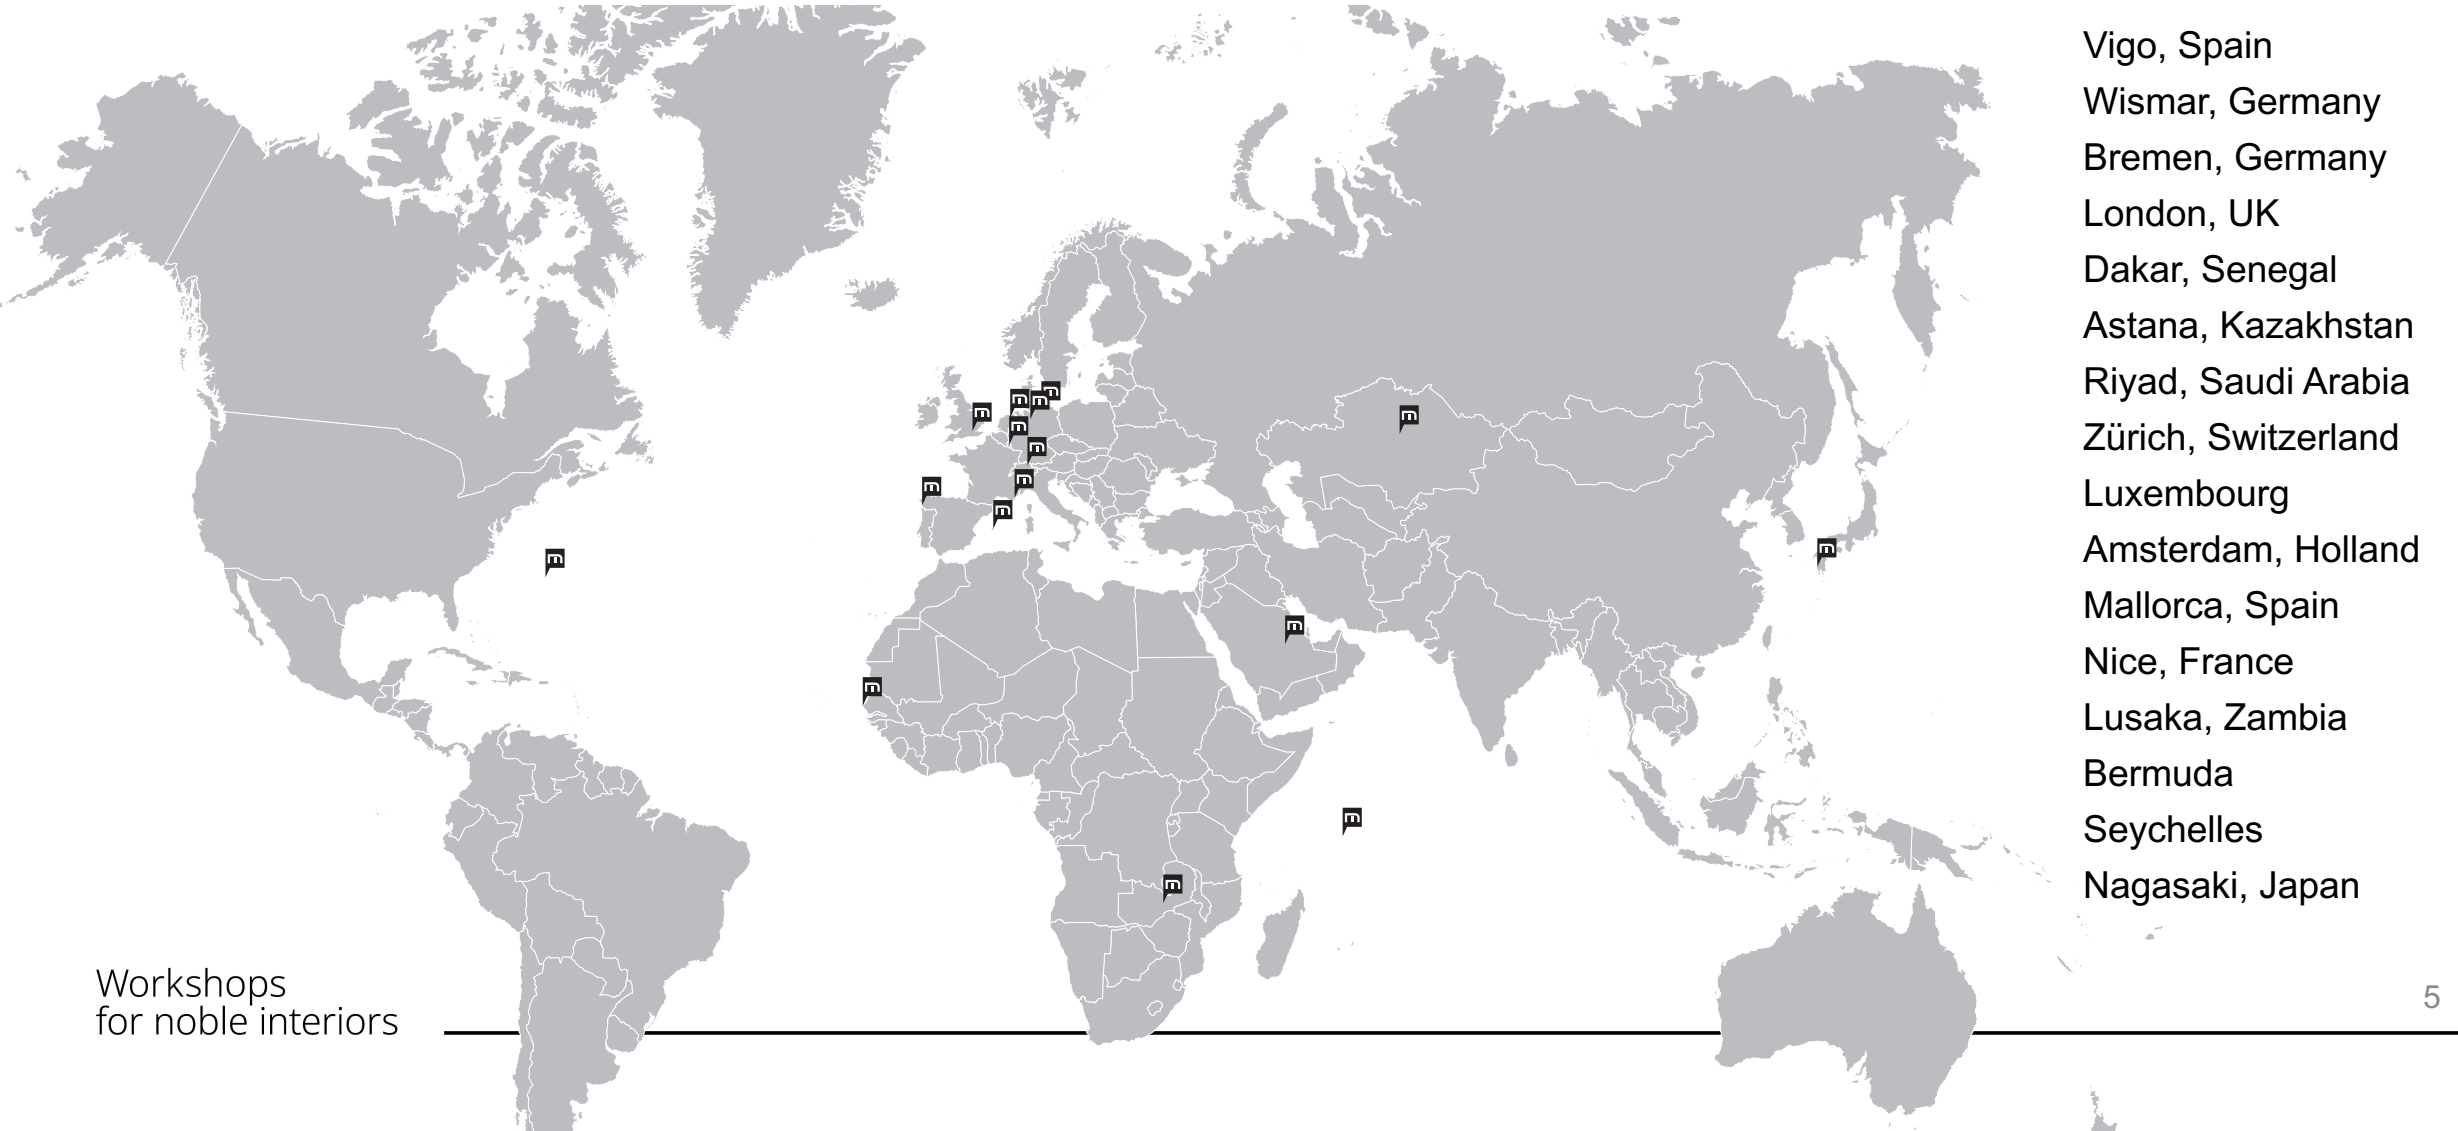 Vigo, Spain
Wismar, Germany
Bremen, Germany
London, UK
Dakar, Senegal
Astana, Kazakhstan
Riyad, Saudi Arabia
Zürich, Switzerland
Luxembourg
Amsterdam, Holland
Mallorca, Spain
Nice, France
Lusaka, Zambia
Bermuda
Seychelles
Nagasaki, Japan
Workshops
for noble interiors
5